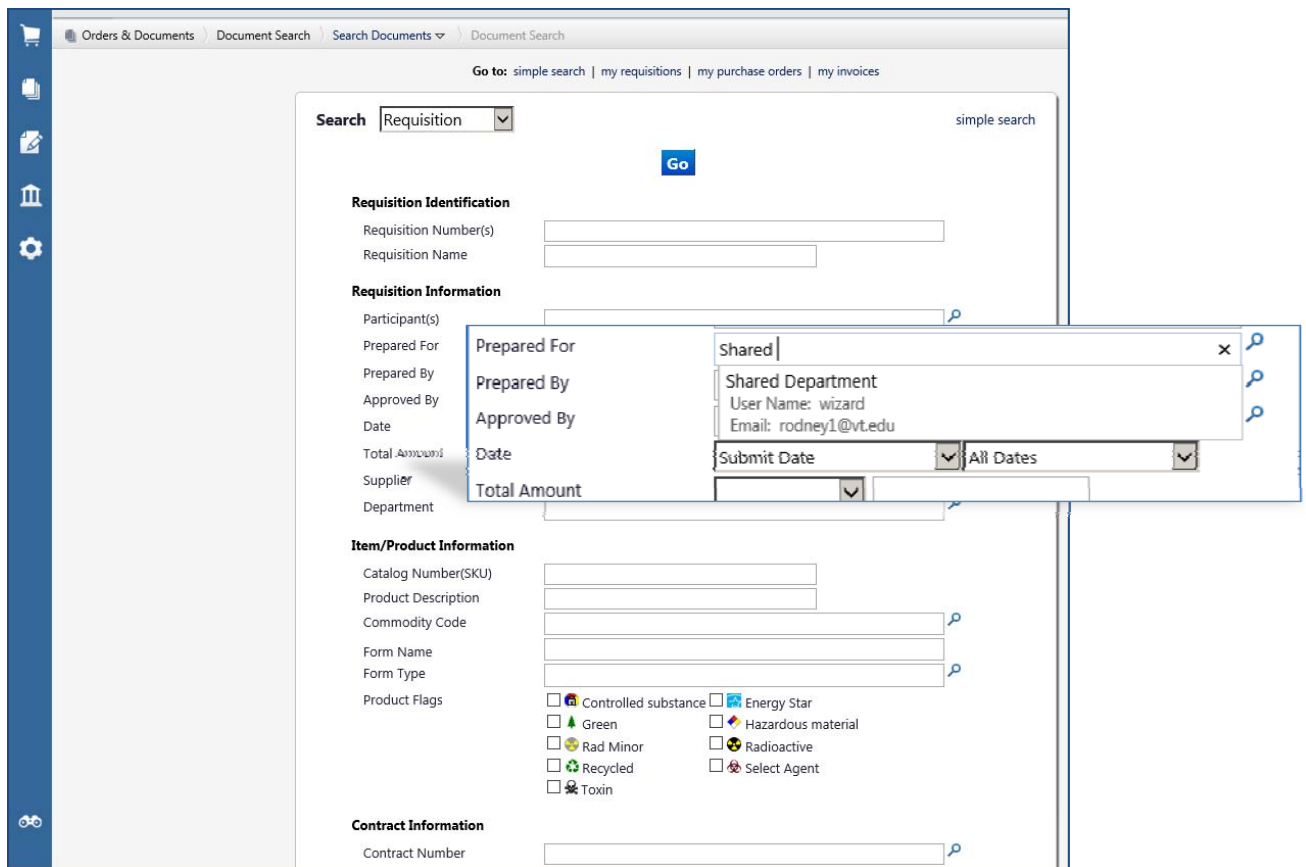 Orders & Documents Document Search Search Documents Document Search
Go to: simple search | my requisitions | my purchase orders | my invoices
Search Requisition simple search
Go
Requisition Identification
Requisition Number(s)
Requisition Name
Requisition Information
Participant(s)
Prepared For
Prepared By
Approved By
Date
Total Amount
Supplier
Department
Prepared For Shared
Shared Department
Prepared By
User Name: wizard
Approved By
Email: rodney1@vt.edu
Date Submit Date All Dates
Total Amount
Item/Product Information
Catalog Number(SKU)
Product Description
Commodity Code
Form Name
Form Type
Product Flags Controlled substance Energy Star
Green Hazardous material
Rad Minor Radioactive
Recycled Select Agent
Toxin
Contract Information
Contract Number